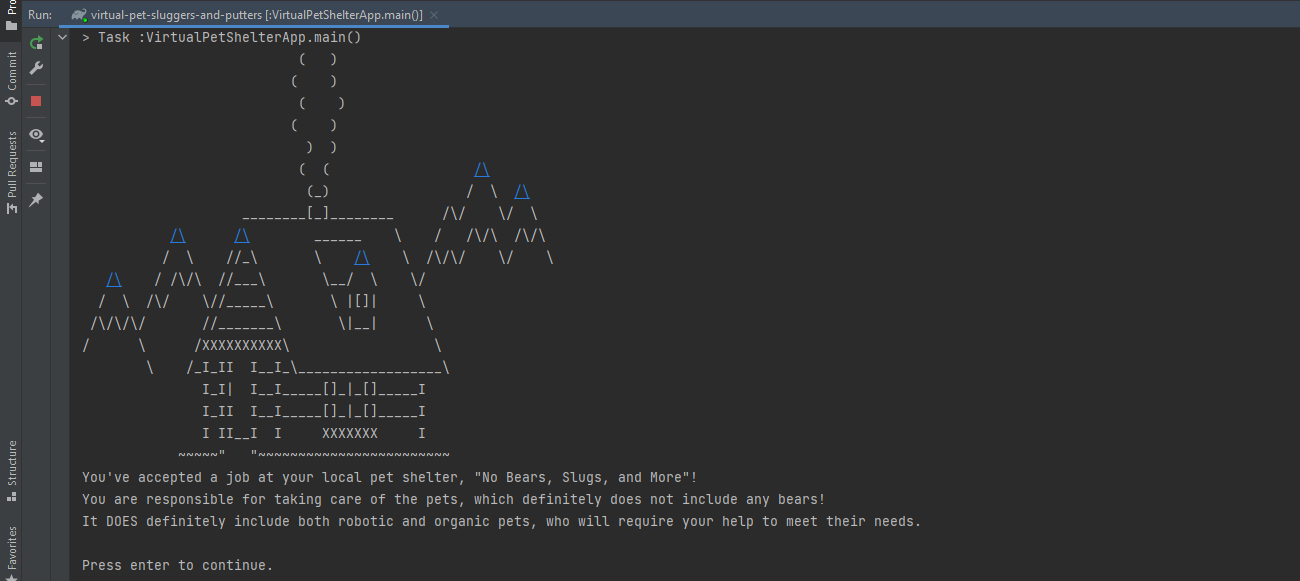 Run: virtual-pet-sluggers-and-putters [:VirtualPetShelterApp.main()] ×
> Task :VirtualPetShelterApp.main()
                           (   )
                          (    )
                           (    )
                          (    )
                            )  )
                           (  (                  /\
                            (_)                 /  \  /\
                    ________[_]________      /\/    \/  \
           /\      /\        ______    \    /   /\/\  /\/\
          /  \    //_\       \    /\    \  /\/\/    \/    \
   /\    / /\/\  //___\       \__/  \    \/
  /  \  /\/    \//_____\       \ |[]|     \
 /\/\/\/       //_______\       \|__|      \
/      \      /XXXXXXXXXX\                  \
        \    /_I_II  I__I_\__________________\
               I_I|  I__I_____[]_|_[]_____I
               I_II  I__I_____[]_|_[]_____I
               I II__I  I     XXXXXXX     I
            ~~~~~"   "~~~~~~~~~~~~~~~~~~~~~~~~
You've accepted a job at your local pet shelter, "No Bears, Slugs, and More"!
You are responsible for taking care of the pets, which definitely does not include any bears!
It DOES definitely include both robotic and organic pets, who will require your help to meet their needs.
Press enter to continue.
Commit
Pull Requests
Structure
Favorites